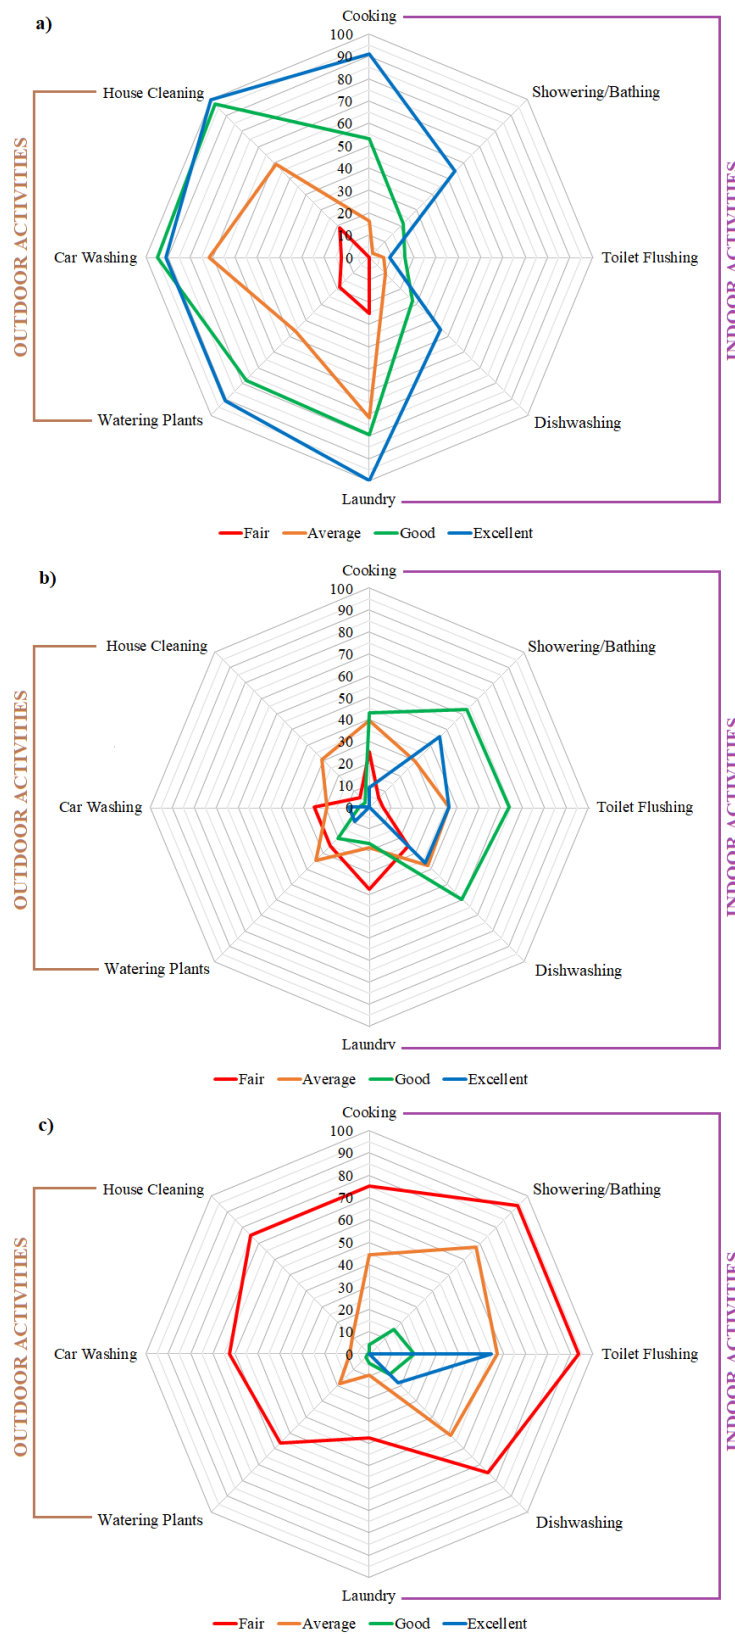 a)
Cooking
100
90
80
70
60
50
40
30
20
10
0
House Cleaning
Showering/Bathing
OUTDOOR ACTIVITIES
Car Washing
Toilet Flushing
INDOOR ACTIVITIES
Watering Plants
Dishwashing
Laundry
Fair Average Good Excellent
b)
Cooking
100
90
80
70
60
50
40
30
20
10
0
House Cleaning
Showering/Bathing
OUTDOOR ACTIVITIES
Car Washing
Toilet Flushing
INDOOR ACTIVITIES
Watering Plants
Dishwashing
Laundry
Fair Average Good Excellent
c)
Cooking
100
90
80
70
60
50
40
30
20
10
0
House Cleaning
Showering/Bathing
OUTDOOR ACTIVITIES
Car Washing
Toilet Flushing
INDOOR ACTIVITIES
Watering Plants
Dishwashing
Laundry
Fair Average Good Excellent